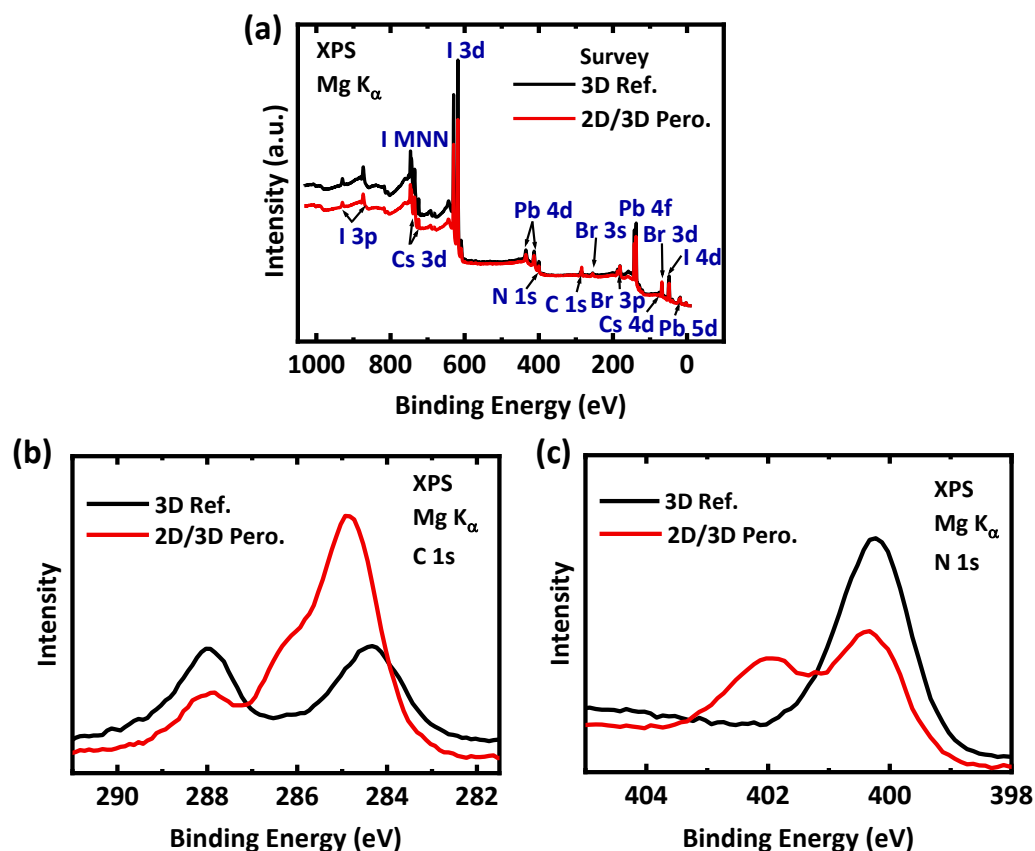 (a)
XPS
Mg Kα
I 3d
Survey
3D Ref.
2D/3D Pero.
I MNN
I 3p
Cs 3d
Pb 4d
N 1s
C 1s
Br 3s
Br 3p
Pb 4f
Br 3d
I 4d
Cs 4d
Pb 5d
Intensity (a.u.)
1000 800 600 400 200 0
Binding Energy (eV)
(b)
3D Ref.
2D/3D Pero.
XPS
Mg Kα
C 1s
Intensity
290 288 286 284 282
Binding Energy (eV)
(c)
3D Ref.
2D/3D Pero.
XPS
Mg Kα
N 1s
Intensity
404 402 400 398
Binding Energy (eV)